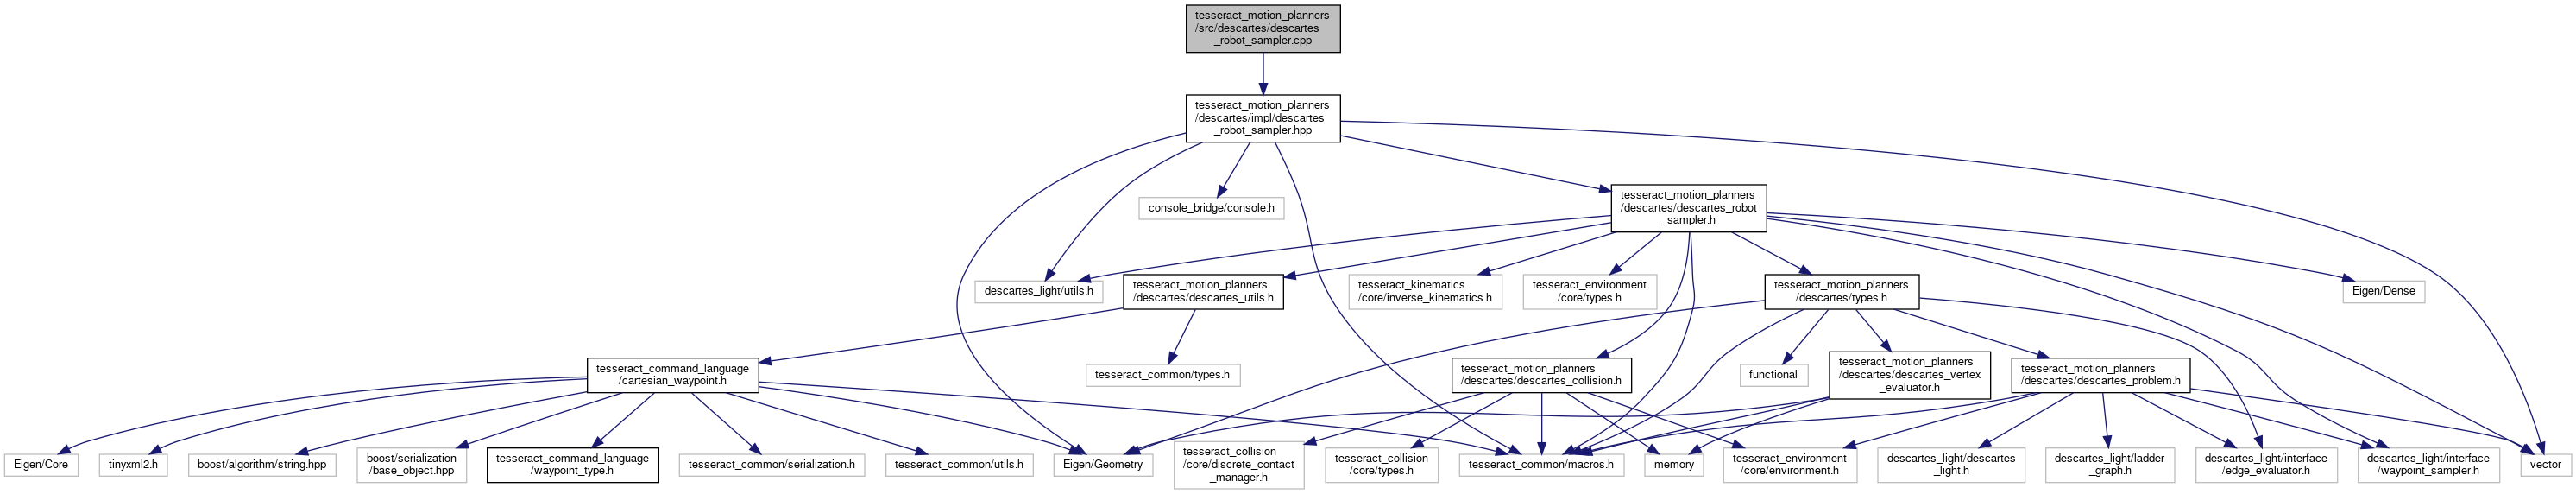 tesseract_motion_planners
/src/descartes/descartes
_robot_sampler.cpp
tesseract_motion_planners
/descartes/impl/descartes
_robot_sampler.hpp
console_bridge/console.h
tesseract_motion_planners
/descartes/descartes_robot
_sampler.h
descartes_light/utils.h
tesseract_motion_planners
/descartes/descartes_utils.h
tesseract_kinematics
/core/inverse_kinematics.h
tesseract_environment
/core/types.h
tesseract_motion_planners
/descartes/types.h
Eigen/Dense
tesseract_command_language
/cartesian_waypoint.h
tesseract_common/types.h
tesseract_motion_planners
/descartes/descartes_collision.h
functional
tesseract_motion_planners
/descartes/descartes_vertex
_evaluator.h
tesseract_motion_planners
/descartes/descartes_problem.h
Eigen/Core
tinyxml2.h
boost/algorithm/string.hpp
boost/serialization
/base_object.hpp
tesseract_command_language
/waypoint_type.h
tesseract_common/serialization.h
tesseract_common/utils.h
Eigen/Geometry
tesseract_collision
/core/discrete_contact
_manager.h
tesseract_collision
/core/types.h
tesseract_common/macros.h
memory
tesseract_environment
/core/environment.h
descartes_light/descartes
_light.h
descartes_light/ladder
_graph.h
descartes_light/interface
/edge_evaluator.h
descartes_light/interface
/waypoint_sampler.h
vector